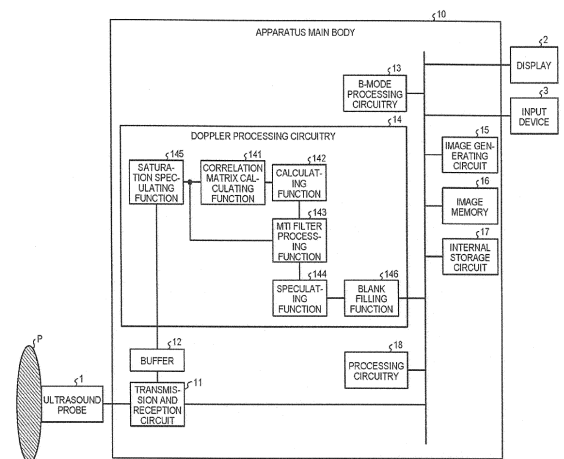 10
APPARATUS MAIN BODY
2
DISPLAY
13
B-MODE
PROCESSING
CIRCUITRY
3
INPUT
DEVICE
14
DOPPLER PROCESSING CIRCUITRY
15
IMAGE GEN-
ERATING
CIRCUIT
145
SATURA-
TION SPEC-
ULATING
FUNCTION
141
CORRELATION
MATRIX CAL-
CULATING
FUNCTION
142
CALCULAT-
ING
FUNCTION
16
IMAGE
MEMORY
143
MTI FILTER
PROCESS-
ING
FUNCTION
17
INTERNAL
STORAGE
CIRCUIT
144
SPECULAT-
ING
FUNCTION
146
BLANK
FILLING
FUNCTION
P
12
BUFFER
18
PROCESSING
CIRCUITRY
1
ULTRASOUND
PROBE
11
TRANSMIS-
SION AND
RECEPTION
CIRCUIT